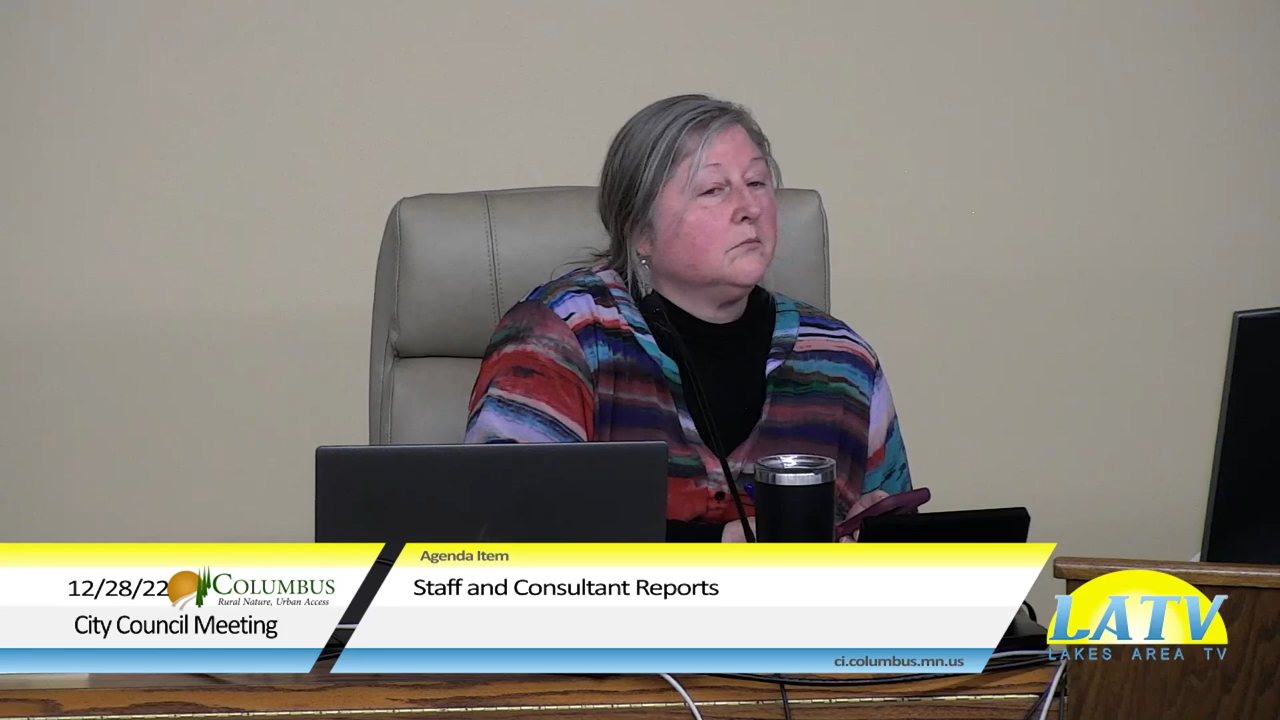 Agenda Item
12/28/22
COLUMBUS
Rural Nature, Urban Access
Staff and Consultant Reports
City Council Meeting
ci.columbus.mn.us
LATV
LAKES AREA TV